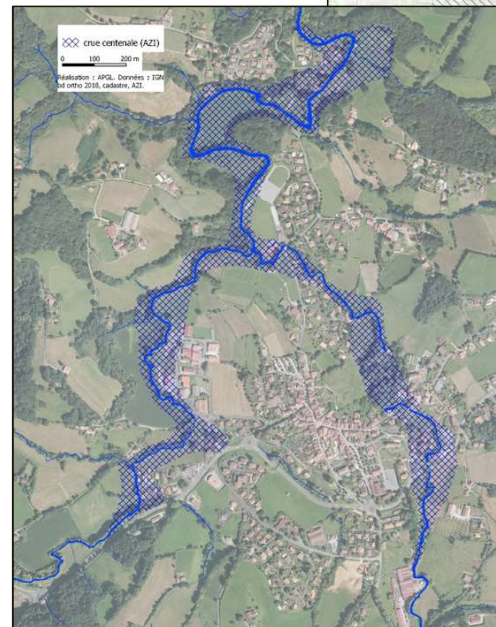 crue centenale (AZI)
0 100 200 m
Réalisation : APGL. Données : IGN
bd ortho 2018, cadastre, AZI.